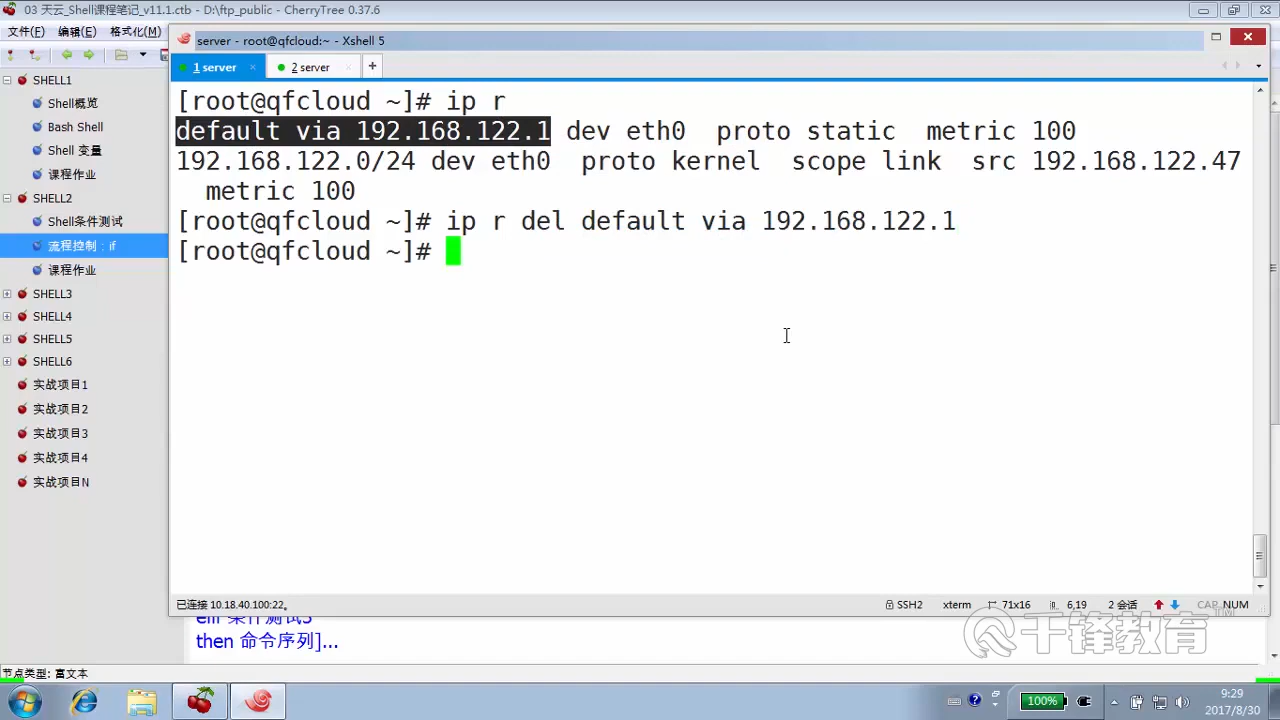 03 天云_Shell课程笔记_v11.1.ctb - D:\ftp_public - CherryTree 0.37.6
文件(F) 编辑(E) 格式化(M)
server - root@qfcloud:~ - Xshell 5
1 server × 2 server × +
SHELL1
Shell概览
Bash Shell
Shell 变量
课程作业
SHELL2
Shell条件测试
流程控制：if
课程作业
SHELL3
SHELL4
SHELL5
SHELL6
实战项目1
实战项目2
实战项目3
实战项目4
实战项目N
[root@qfcloud ~]# ip r
default via 192.168.122.1 dev eth0 proto static metric 100
192.168.122.0/24 dev eth0 proto kernel scope link src 192.168.122.47
metric 100
[root@qfcloud ~]# ip r del default via 192.168.122.1
[root@qfcloud ~]#
已连接 10.18.40.100:22。 SSH2 xterm 71x16 6,19 2 会话 CAP NUM
elif 条件测试3
then 命令序列]...
千锋教育 TM
节点类型: 富文本
100%
9:29
2017/8/30